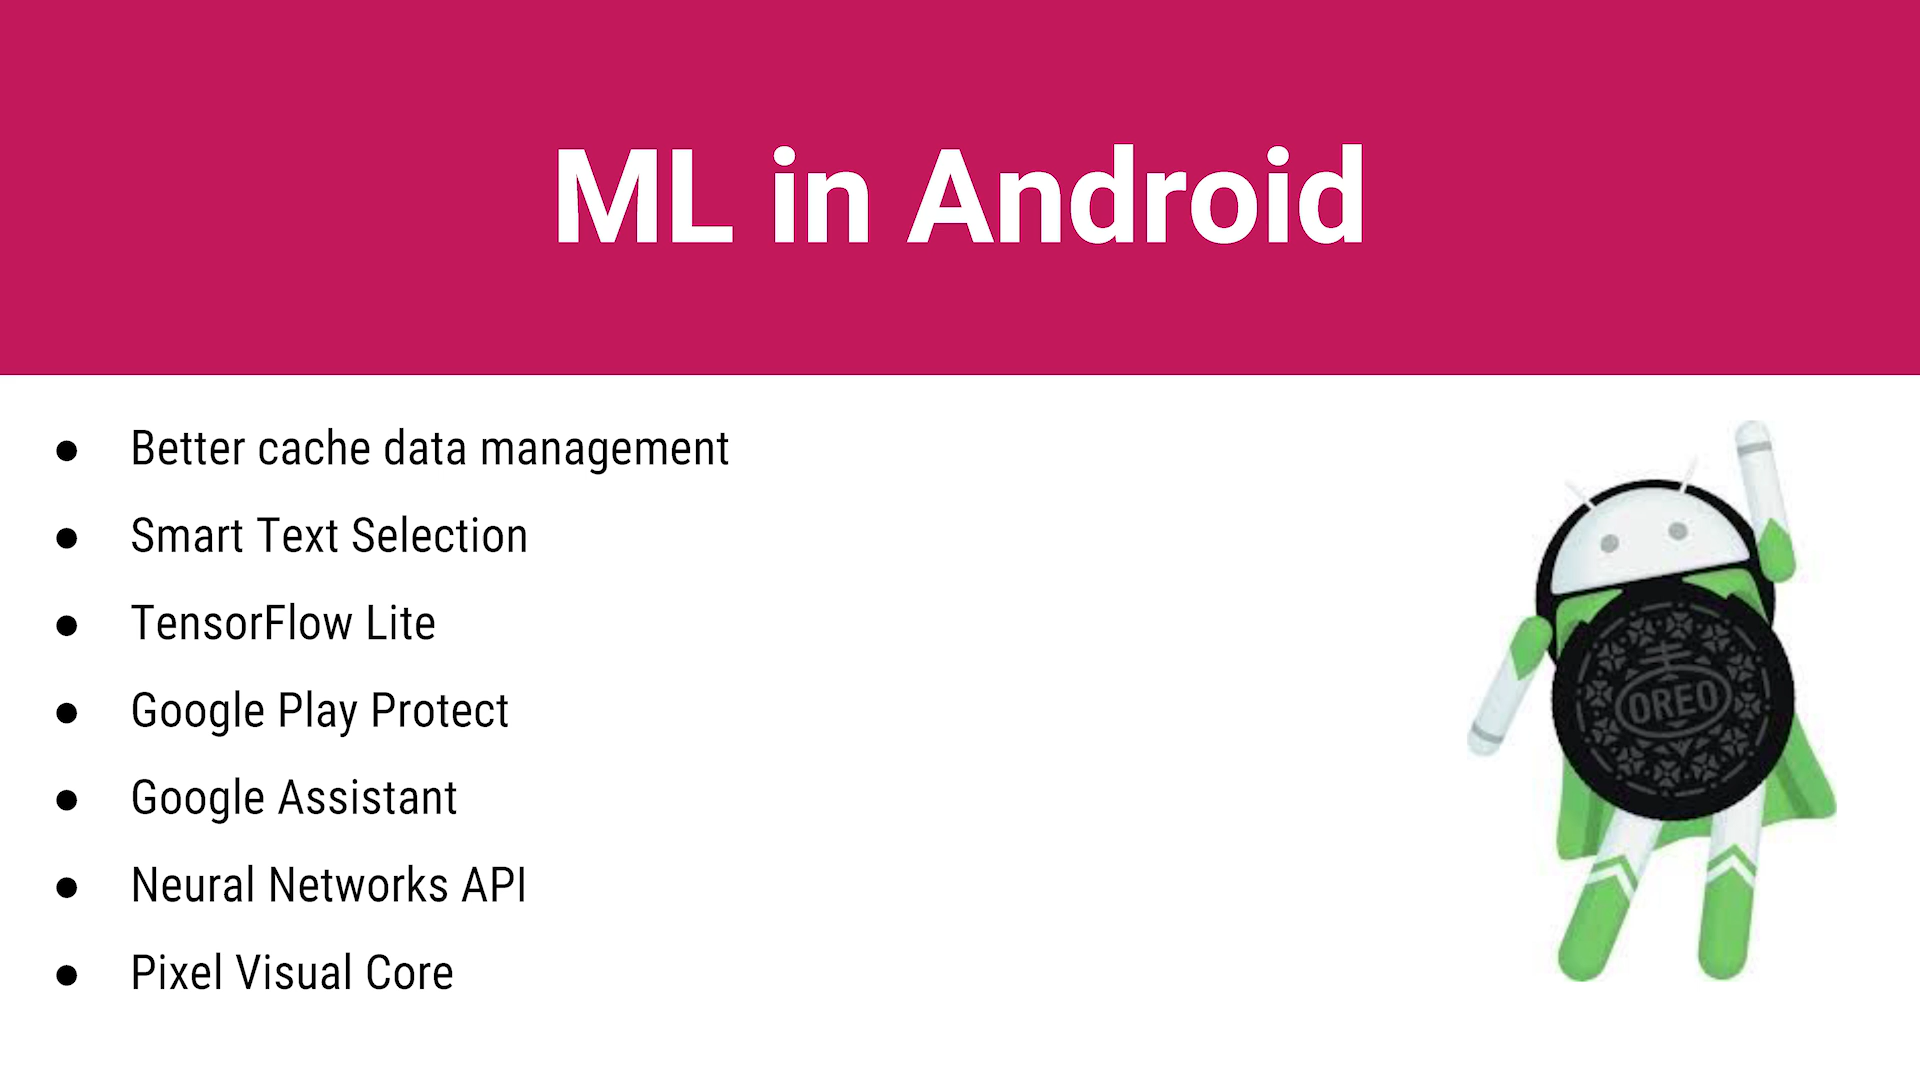 ML in Android
● Better cache data management
● Smart Text Selection
● TensorFlow Lite
● Google Play Protect
● Google Assistant
● Neural Networks API
● Pixel Visual Core
OREO